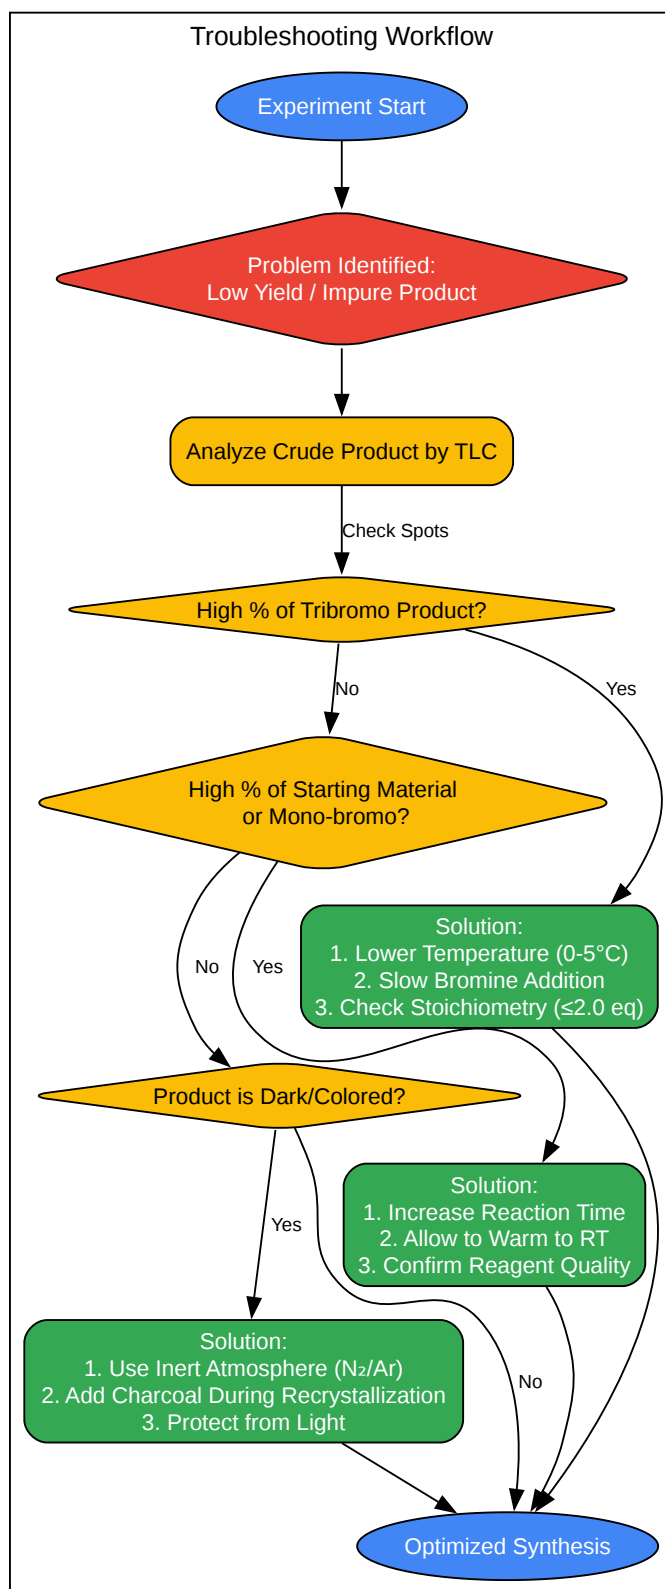 Troubleshooting Workflow
Experiment Start
Problem Identified:
Low Yield / Impure Product
Analyze Crude Product by TLC
Check Spots
High % of Tribromo Product?
No
Yes
High % of Starting Material
or Mono-bromo?
Solution:
1. Lower Temperature (0-5°C)
2. Slow Bromine Addition
3. Check Stoichiometry (≤2.0 eq)
No
Yes
Product is Dark/Colored?
Solution:
1. Increase Reaction Time
2. Allow to Warm to RT
3. Confirm Reagent Quality
Yes
Solution:
1. Use Inert Atmosphere (N₂/Ar)
2. Add Charcoal During Recrystallization
3. Protect from Light
No
Optimized Synthesis